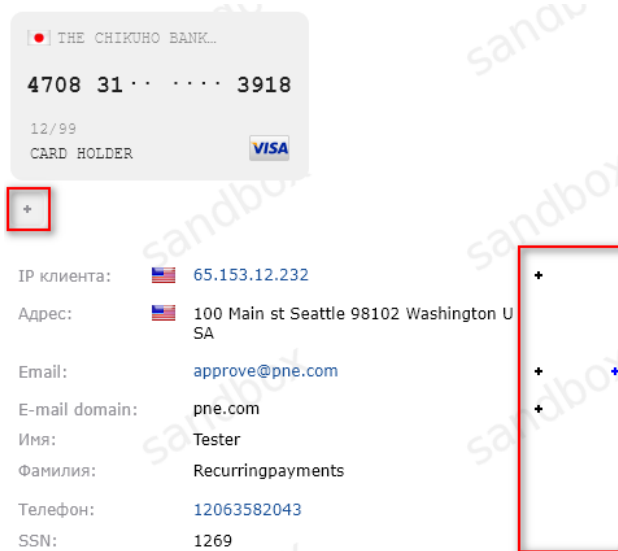 THE CHIKUHO BANK…
4708 31·· ···· 3918
12/99
CARD HOLDER
VISA
+
IP клиента: 65.153.12.232 +
Адрес: 100 Main st Seattle 98102 Washington U
SA
Email: approve@pne.com + +
E-mail domain: pne.com +
Имя: Tester
Фамилия: Recurringpayments
Телефон: 12063582043
SSN: 1269
sandbox
sandbox
sandbox
sandbox
sandbox
sandbox
sandbox